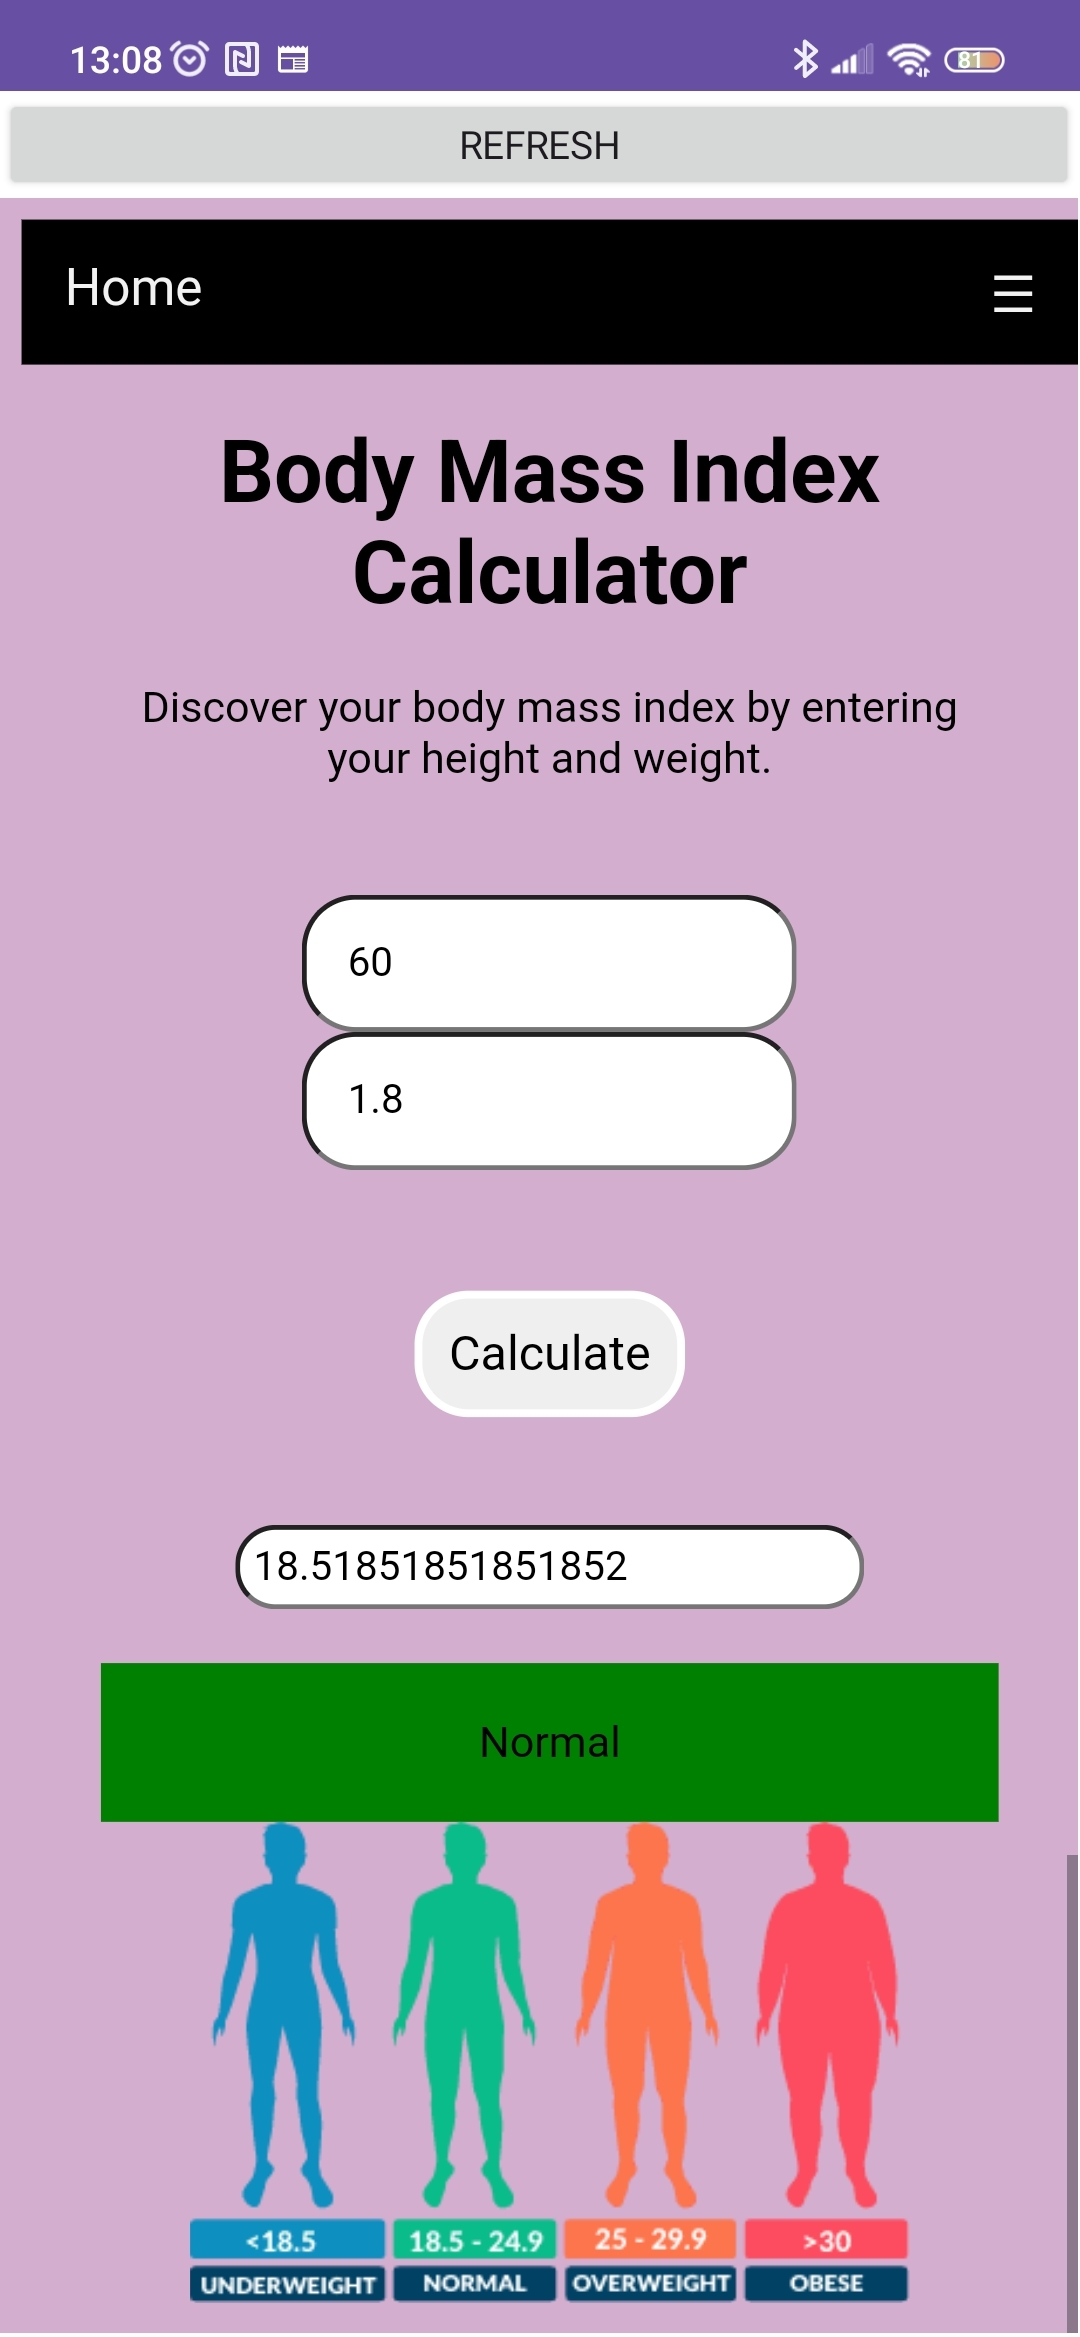 13:08
81
REFRESH
Home
Body Mass Index
Calculator
Discover your body mass index by entering
your height and weight.
60
1.8
Calculate
18.51851851851852
Normal
<18.5 18.5 - 24.9 25 - 29.9 >30
UNDERWEIGHT NORMAL OVERWEIGHT OBESE